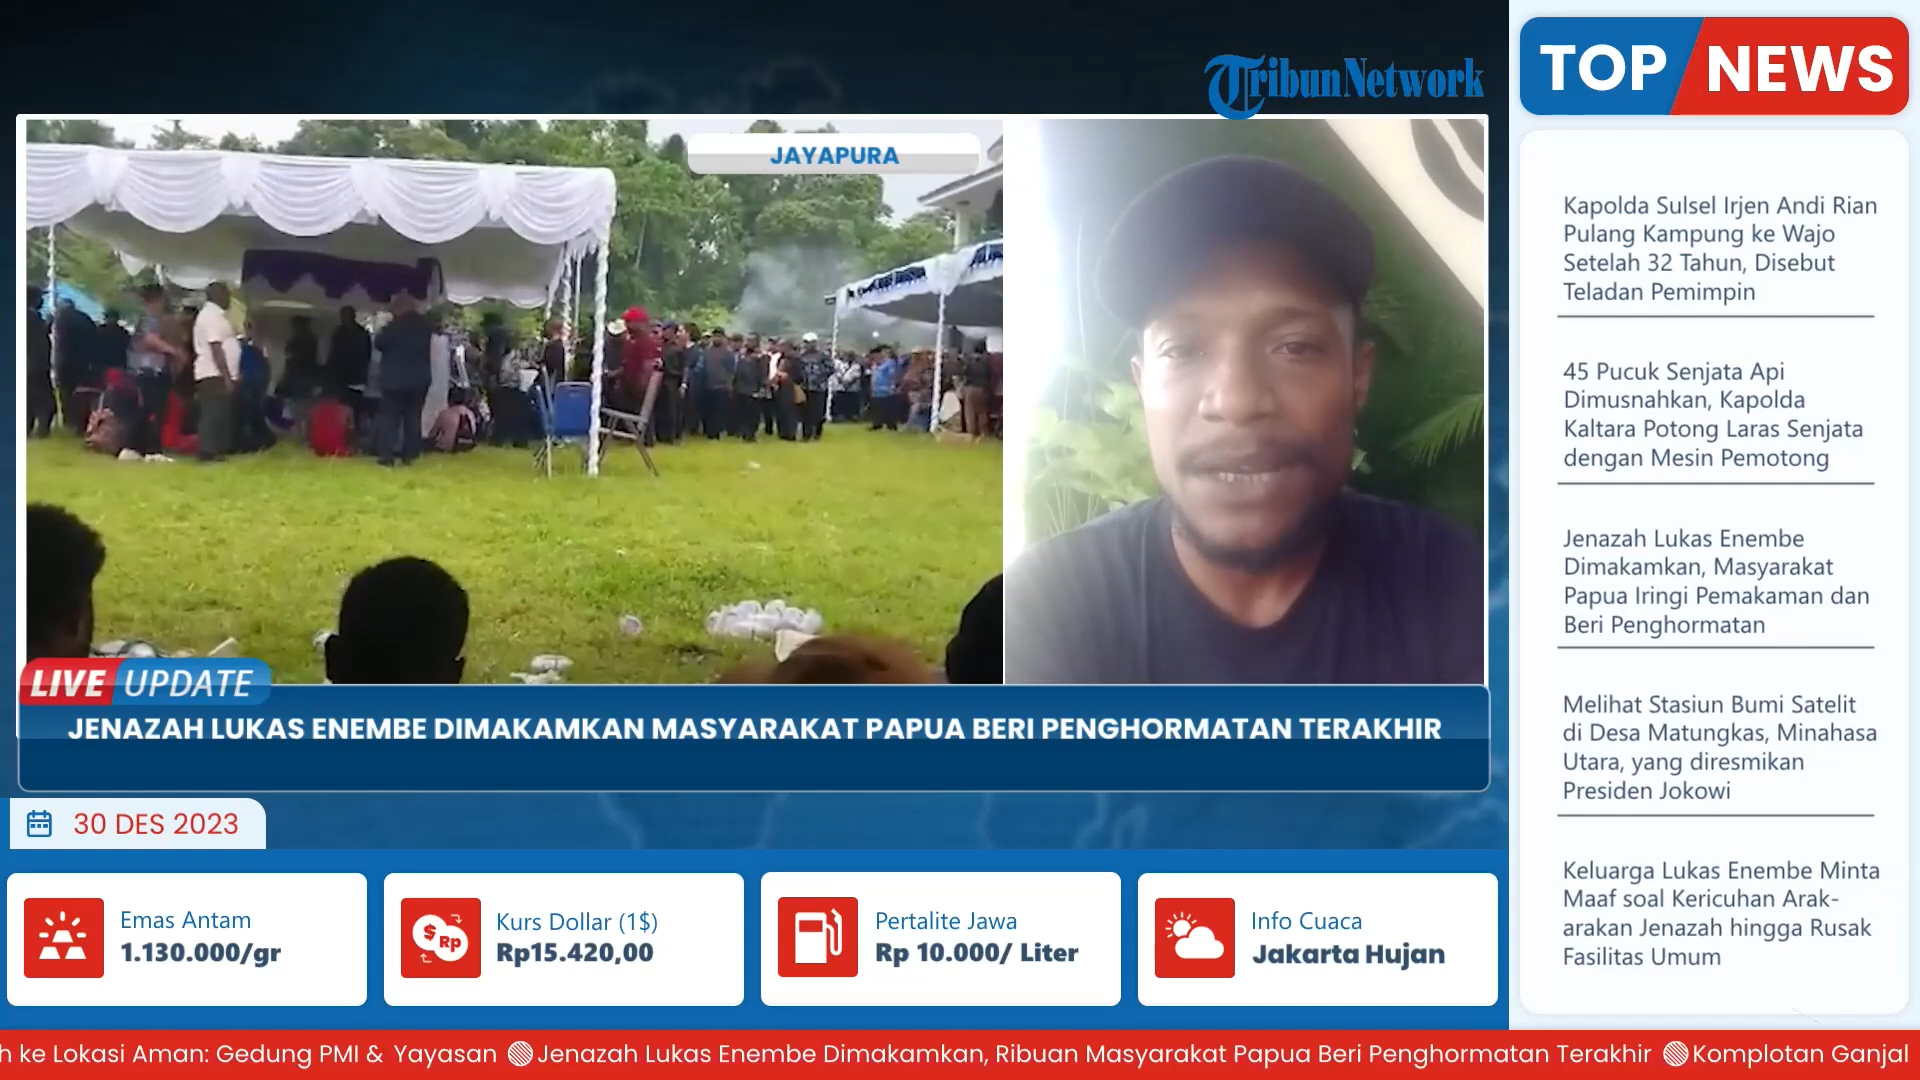 TribunNetwork
JAYAPURA
LIVE UPDATE
JENAZAH LUKAS ENEMBE DIMAKAMKAN MASYARAKAT PAPUA BERI PENGHORMATAN TERAKHIR
30 DES 2023
Emas Antam
1.130.000/gr
Kurs Dollar (1$)
$ Rp
Rp15.420,00
Pertalite Jawa
Rp 10.000/ Liter
Info Cuaca
Jakarta Hujan
TOP NEWS
Kapolda Sulsel Irjen Andi Rian
Pulang Kampung ke Wajo
Setelah 32 Tahun, Disebut
Teladan Pemimpin
45 Pucuk Senjata Api
Dimusnahkan, Kapolda
Kaltara Potong Laras Senjata
dengan Mesin Pemotong
Jenazah Lukas Enembe
Dimakamkan, Masyarakat
Papua Iringi Pemakaman dan
Beri Penghormatan
Melihat Stasiun Bumi Satelit
di Desa Matungkas, Minahasa
Utara, yang diresmikan
Presiden Jokowi
Keluarga Lukas Enembe Minta
Maaf soal Kericuhan Arak-
arakan Jenazah hingga Rusak
Fasilitas Umum
h ke Lokasi Aman: Gedung PMI & Yayasan Jenazah Lukas Enembe Dimakamkan, Ribuan Masyarakat Papua Beri Penghormatan Terakhir Komplotan Ganjal